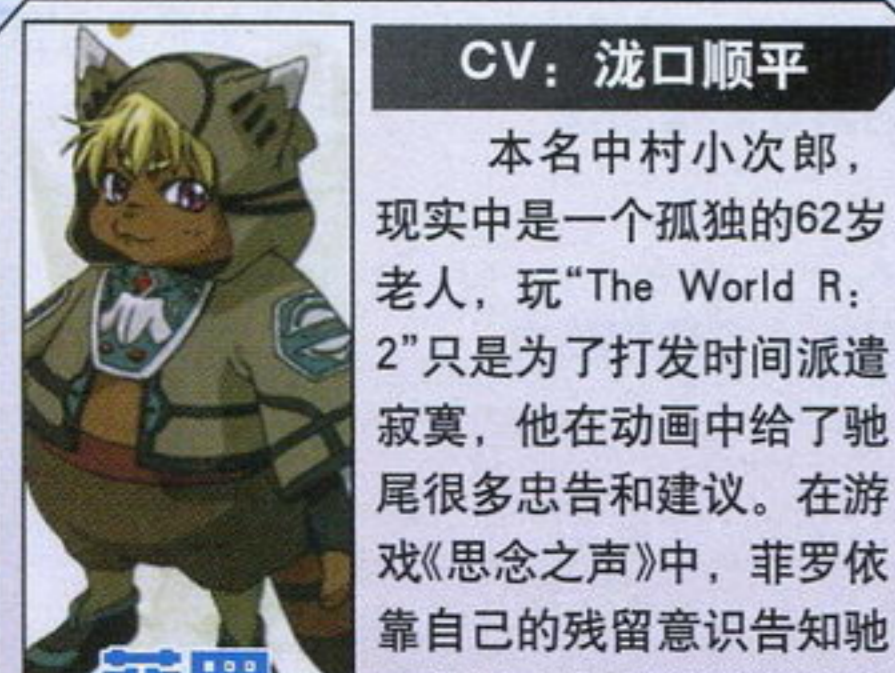 CV：泷口顺平
本名中村小次郎，
现实中是一个孤独的62岁
老人，玩“The World R：
2”只是为了打发时间派遣
寂寞，他在动画中给了驰
尾很多忠告和建议。在游
戏《思念之声》中，菲罗依
靠自己的残留意识告知驰
菲罗